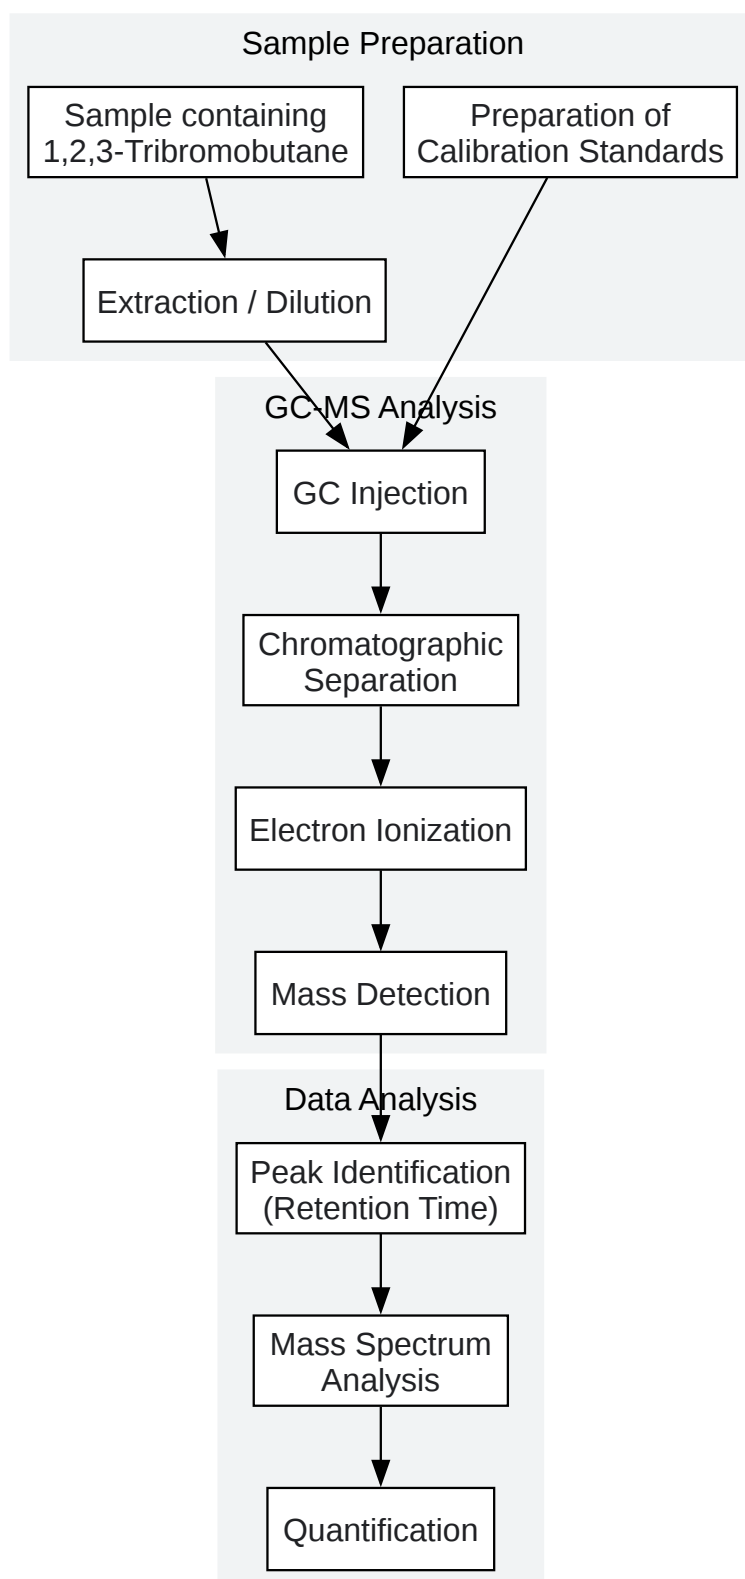 Sample Preparation
Sample containing
1,2,3-Tribromobutane
Preparation of
Calibration Standards
Extraction / Dilution
GC-MS Analysis
GC Injection
Chromatographic
Separation
Electron Ionization
Mass Detection
Data Analysis
Peak Identification
(Retention Time)
Mass Spectrum
Analysis
Quantification